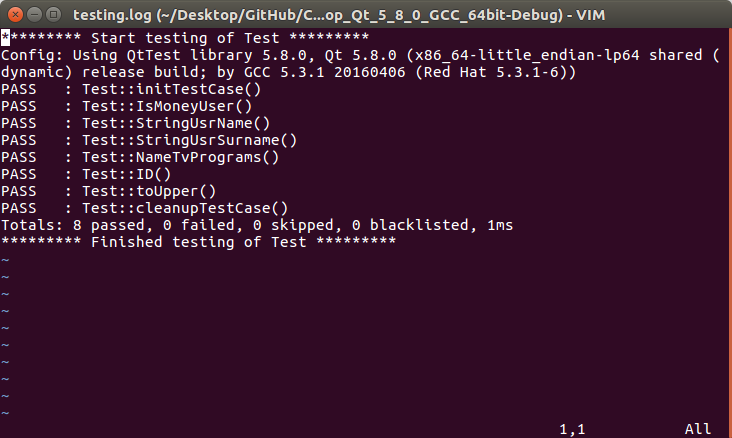 testing.log (~/Desktop/GitHub/C...op_Qt_5_8_0_GCC_64bit-Debug) - VIM
********* Start testing of Test *********
Config: Using QtTest library 5.8.0, Qt 5.8.0 (x86_64-little_endian-lp64 shared (
dynamic) release build; by GCC 5.3.1 20160406 (Red Hat 5.3.1-6))
PASS   : Test::initTestCase()
PASS   : Test::IsMoneyUser()
PASS   : Test::StringUsrName()
PASS   : Test::StringUsrSurname()
PASS   : Test::NameTvPrograms()
PASS   : Test::ID()
PASS   : Test::toUpper()
PASS   : Test::cleanupTestCase()
Totals: 8 passed, 0 failed, 0 skipped, 0 blacklisted, 1ms
********* Finished testing of Test *********
~
~
~
~
~
~
~
~
~
~
1,1 All